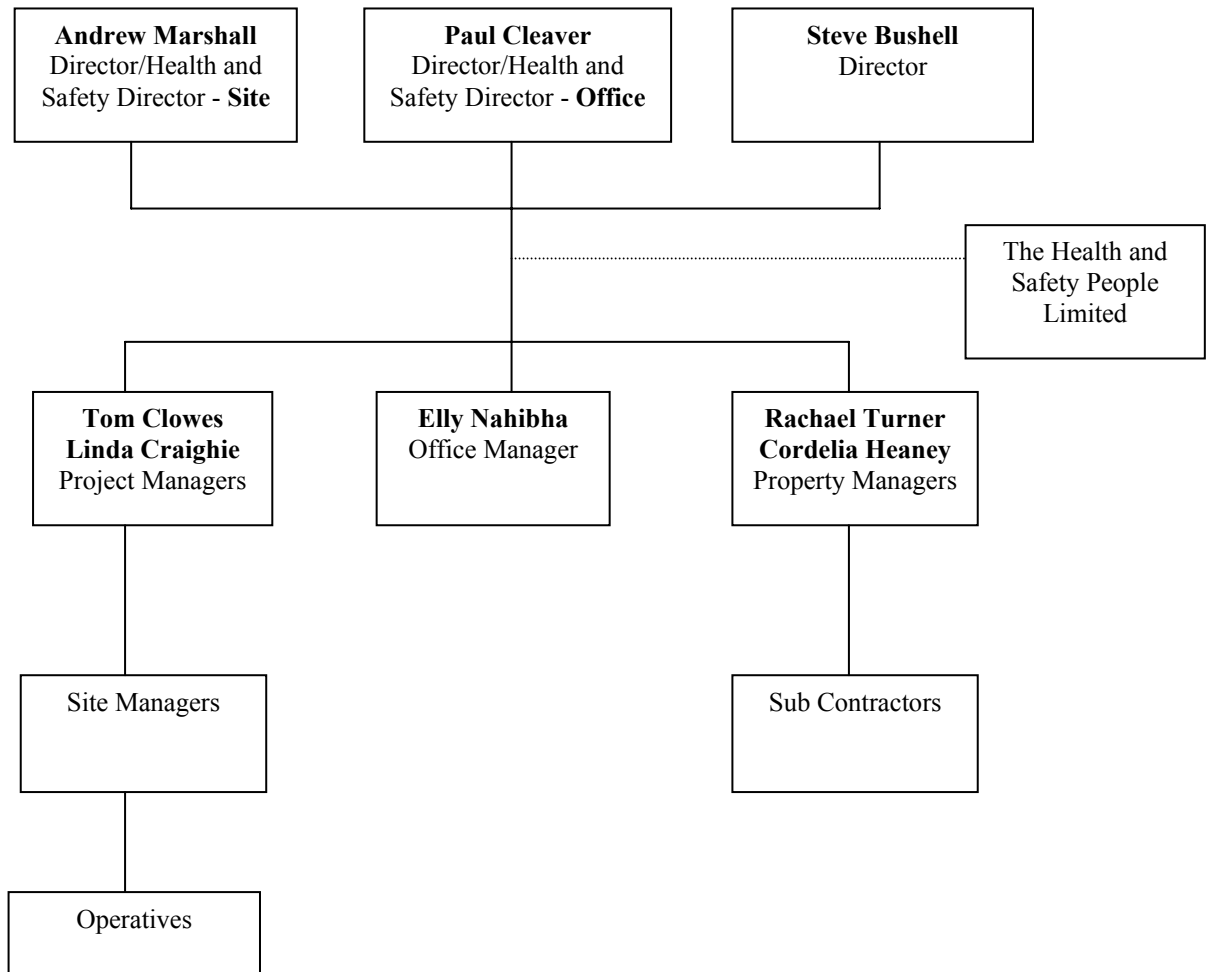 Andrew Marshall
Director/Health and
Safety Director - Site
Paul Cleaver
Director/Health and
Safety Director - Office
Steve Bushell
Director
The Health and
Safety People
Limited
Tom Clowes
Linda Craighie
Project Managers
Elly Nahibha
Office Manager
Rachael Turner
Cordelia Heaney
Property Managers
Site Managers
Sub Contractors
Operatives